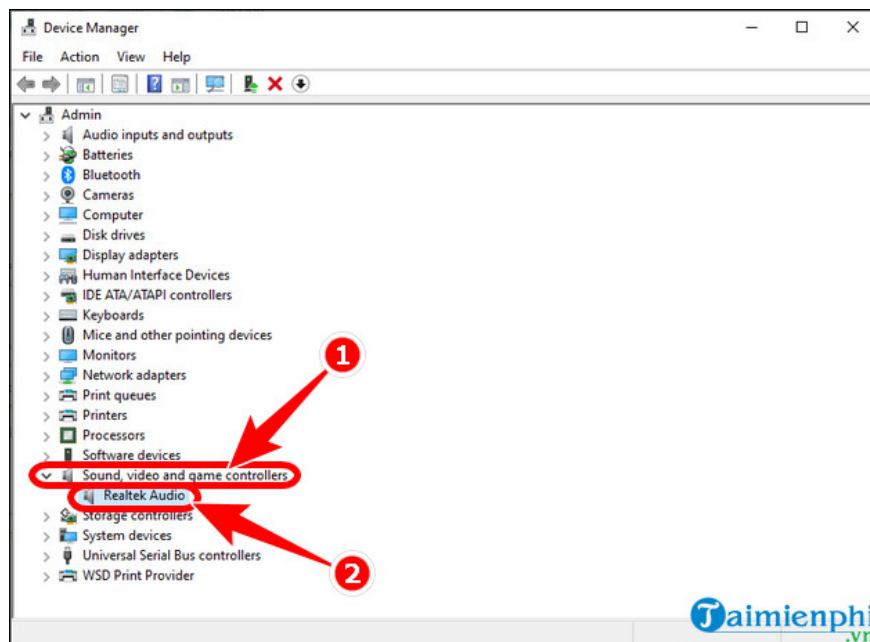 Device Manager
File Action View Help
Admin
Audio inputs and outputs
Batteries
Bluetooth
Cameras
Computer
Disk drives
Display adapters
Human Interface Devices
IDE ATA/ATAPI controllers
Keyboards
Mice and other pointing devices
Monitors
1
Network adapters
Print queues
Printers
Processors
Software devices
Sound, video and game controllers
Realtek Audio
Storage controllers
System devices
Universal Serial Bus controllers
2
WSD Print Provider
Taimienphi
.vn